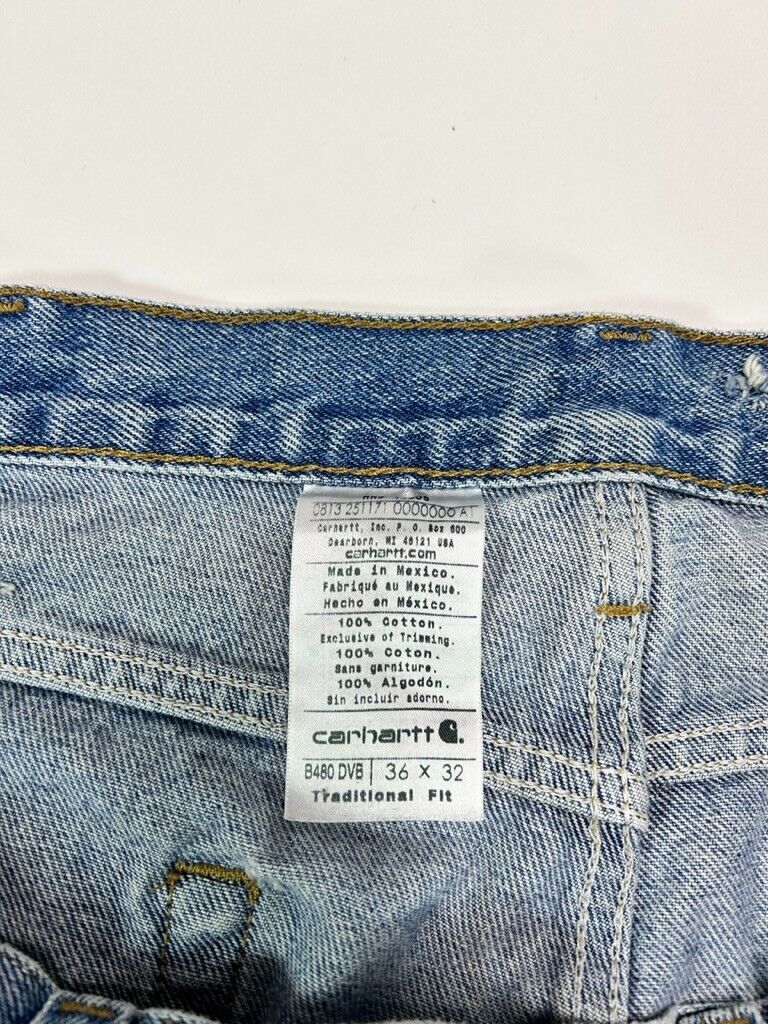 0813 251171 0000000 A1
Carhartt, Inc. P. O. Box 600
Dearborn, MI 48121 USA
carhartt.com
Made in Mexico.
Fabriqué au Mexique.
Hecho en México.
100% Cotton.
Exclusive of Trimming.
100% Coton.
Sans garniture.
100% Algodón.
Sin incluir adorno.
carhartt
B480 DVB | 36 X 32
Traditional Fit